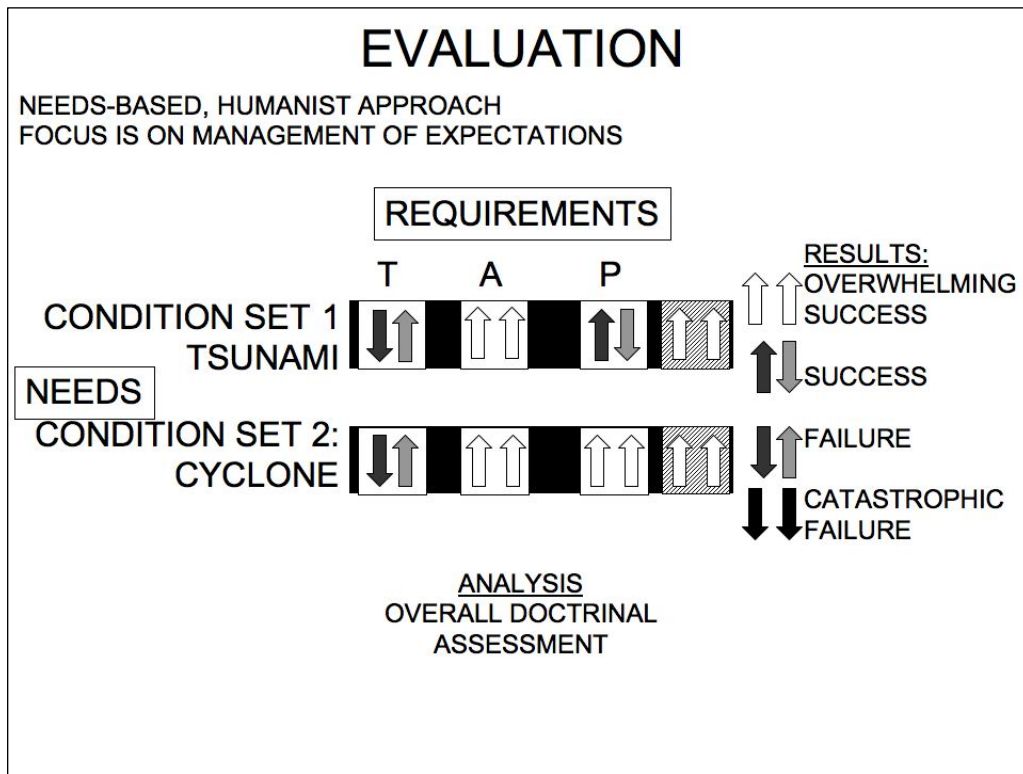 EVALUATION
NEEDS-BASED, HUMANIST APPROACH
FOCUS IS ON MANAGEMENT OF EXPECTATIONS
REQUIREMENTS
T A P
CONDITION SET 1
TSUNAMI
NEEDS
CONDITION SET 2:
CYCLONE
RESULTS:
OVERWHELMING
SUCCESS
SUCCESS
FAILURE
CATASTROPHIC
FAILURE
ANALYSIS
OVERALL DOCTRINAL
ASSESSMENT